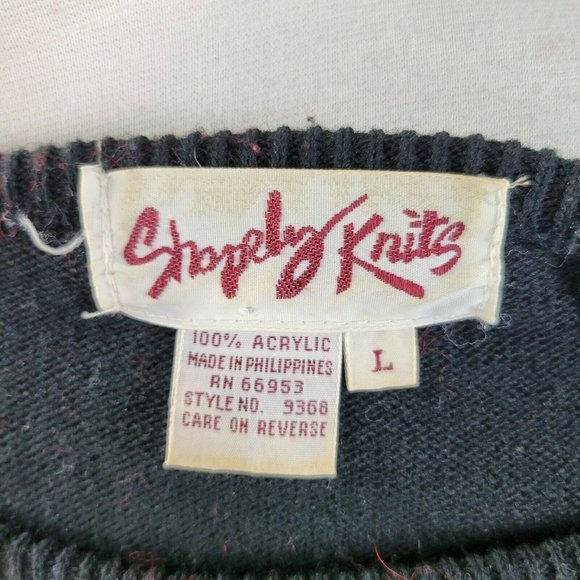 Shapely Knits
100% ACRYLIC
MADE IN PHILIPPINES
RN 66953
STYLE NO. 9368
CARE ON REVERSE
L